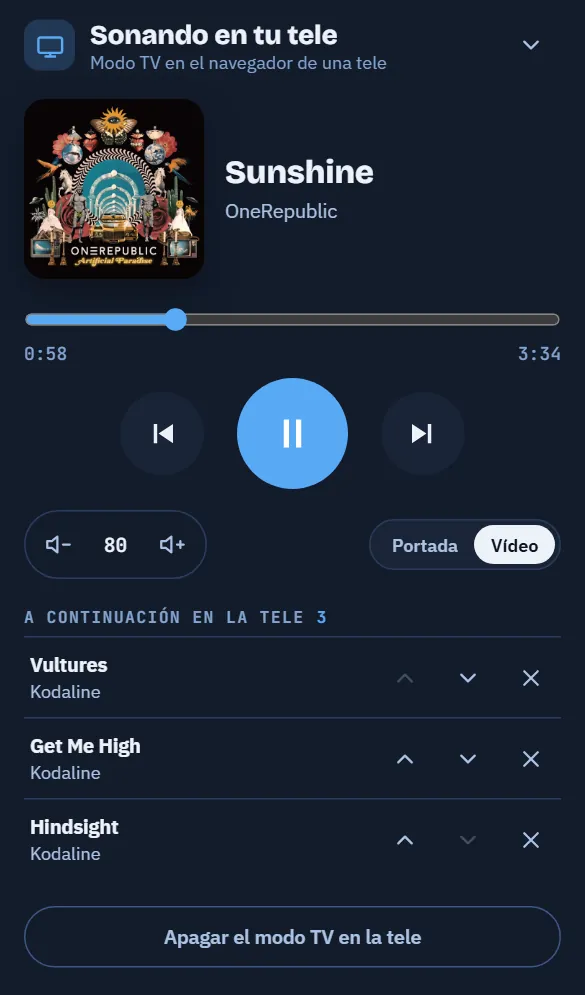 Sonando en tu tele
Modo TV en el navegador de una tele
ONEREPUBLIC
Artificial Paradise
Sunshine
OneRepublic
0:58
3:34
80
Portada
Vídeo
A CONTINUACIÓN EN LA TELE 3
Vultures
Kodaline
Get Me High
Kodaline
Hindsight
Kodaline
Apagar el modo TV en la tele